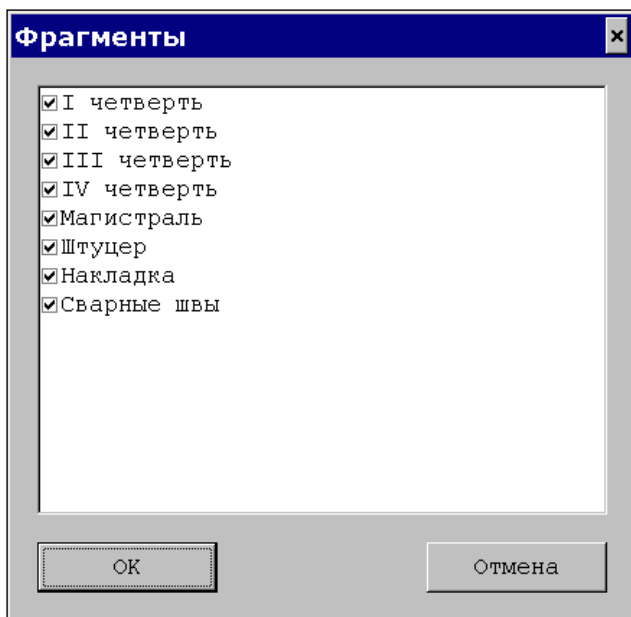 Фрагменты
I четверть
II четверть
III четверть
IV четверть
Магистраль
Штуцер
Накладка
Сварные швы
OK
Отмена